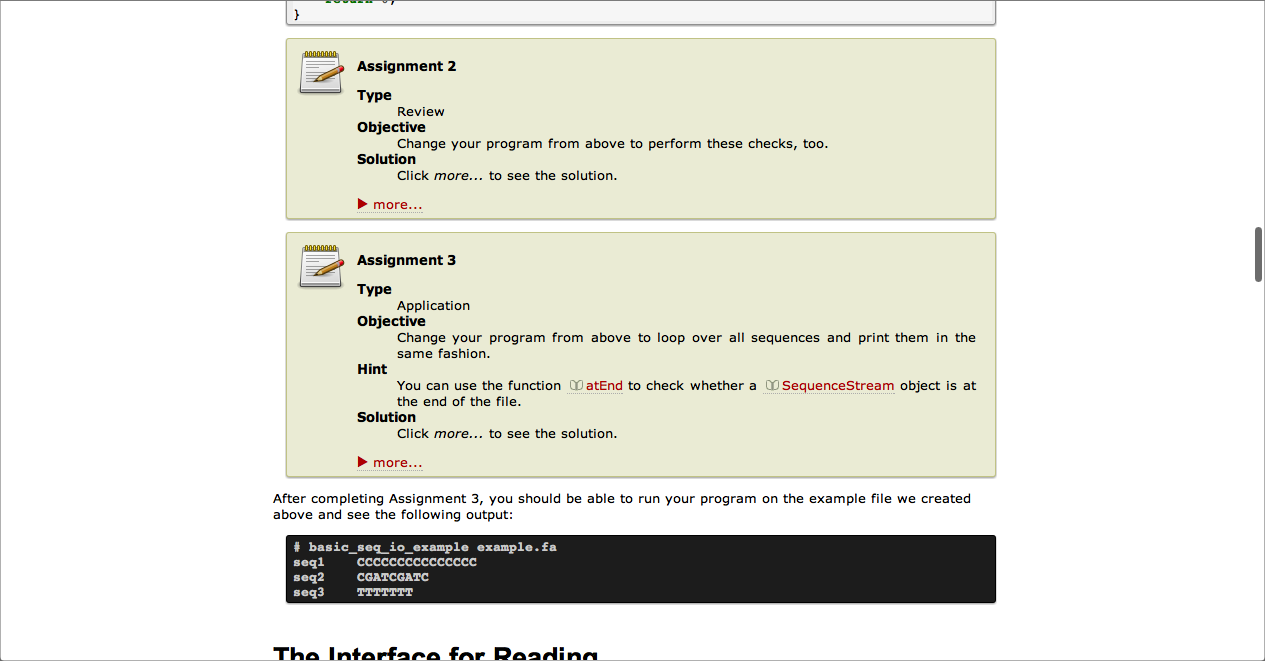 return 0;
}
Assignment 2
Type
Review
Objective
Change your program from above to perform these checks, too.
Solution
Click more... to see the solution.
more...
Assignment 3
Type
Application
Objective
Change your program from above to loop over all sequences and print them in the
same fashion.
Hint
You can use the function atEnd to check whether a SequenceStream object is at
the end of the file.
Solution
Click more... to see the solution.
more...
After completing Assignment 3, you should be able to run your program on the example file we created
above and see the following output:
# basic_seq_io_example example.fa
seq1 CCCCCCCCCCCCCCC
seq2 CGATCGATC
seq3 TTTTTTT
The Interface for Reading